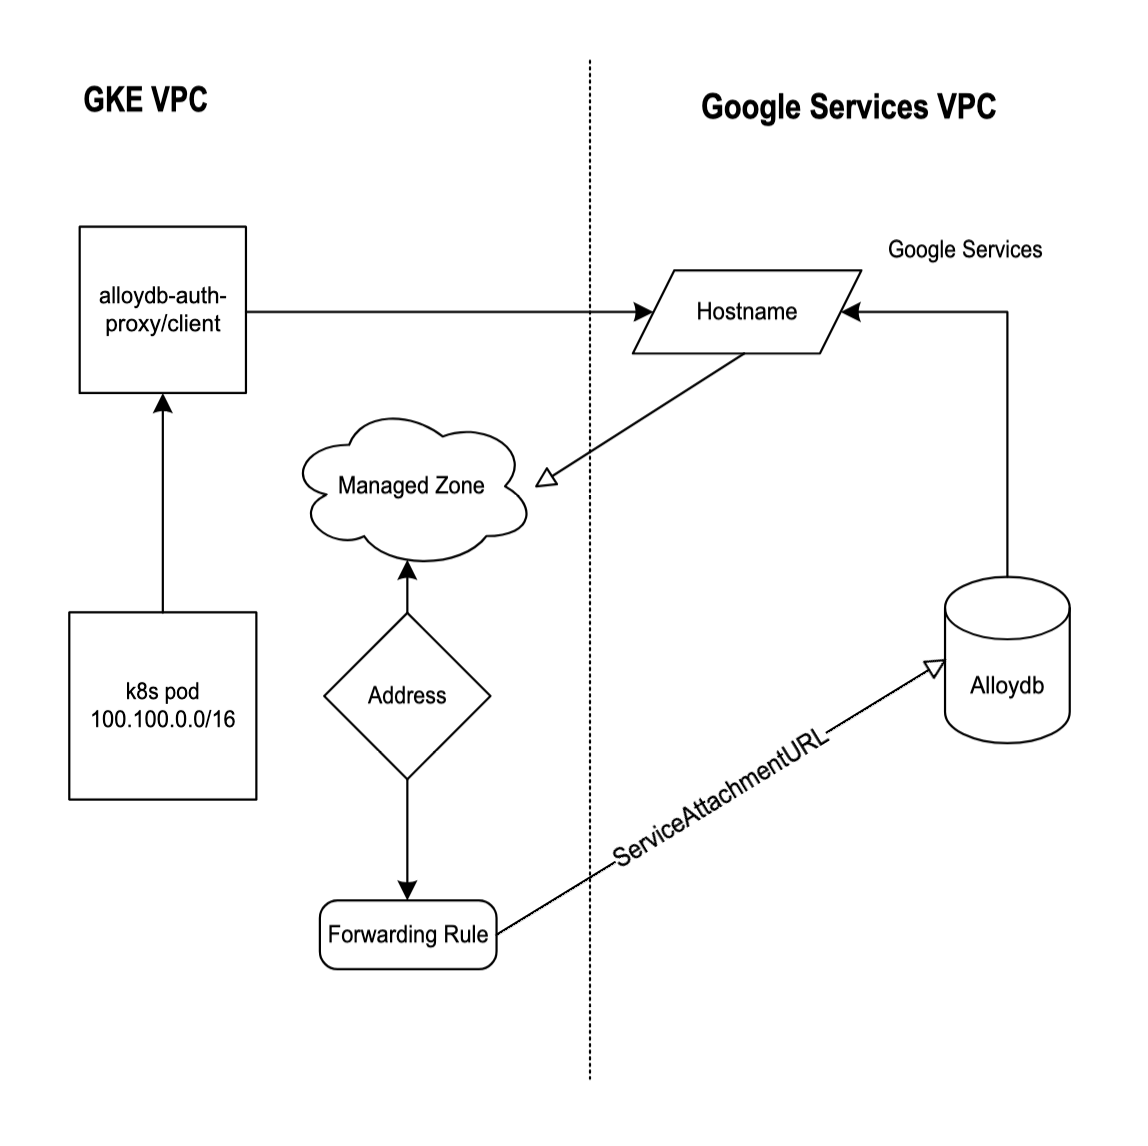 GKE VPC
Google Services VPC
Google Services
alloydb-auth-
proxy/client
Hostname
Managed Zone
k8s pod
100.100.0.0/16
Address
Alloydb
ServiceAttachmentURL
Forwarding Rule